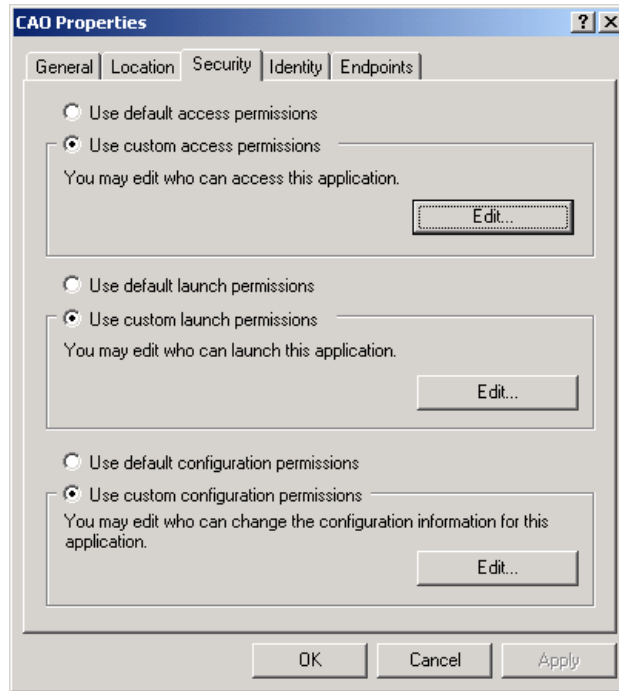 CAO Properties
General Location Security Identity Endpoints
Use default access permissions
Use custom access permissions
You may edit who can access this application.
Edit...
Use default launch permissions
Use custom launch permissions
You may edit who can launch this application.
Edit...
Use default configuration permissions
Use custom configuration permissions
You may edit who can change the configuration information for this
application.
Edit...
OK Cancel Apply